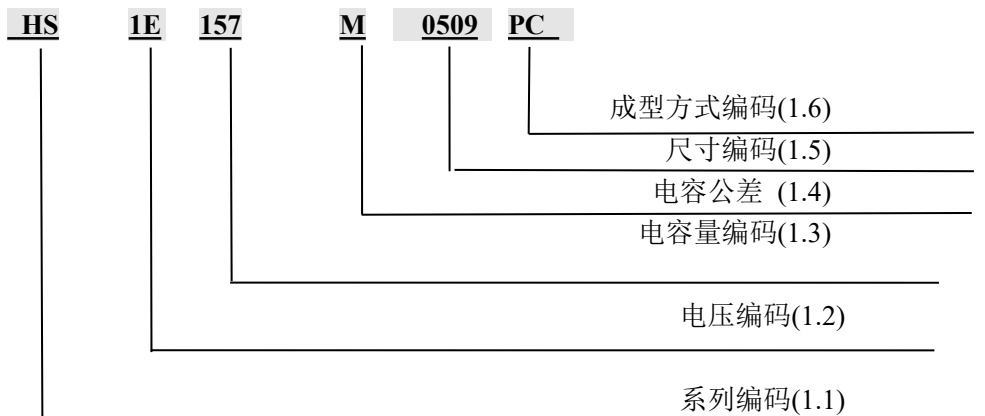 HS 1E 157 M 0509 PC
成型方式编码(1.6)
尺寸编码(1.5)
电容公差 (1.4)
电容量编码(1.3)
电压编码(1.2)
系列编码(1.1)